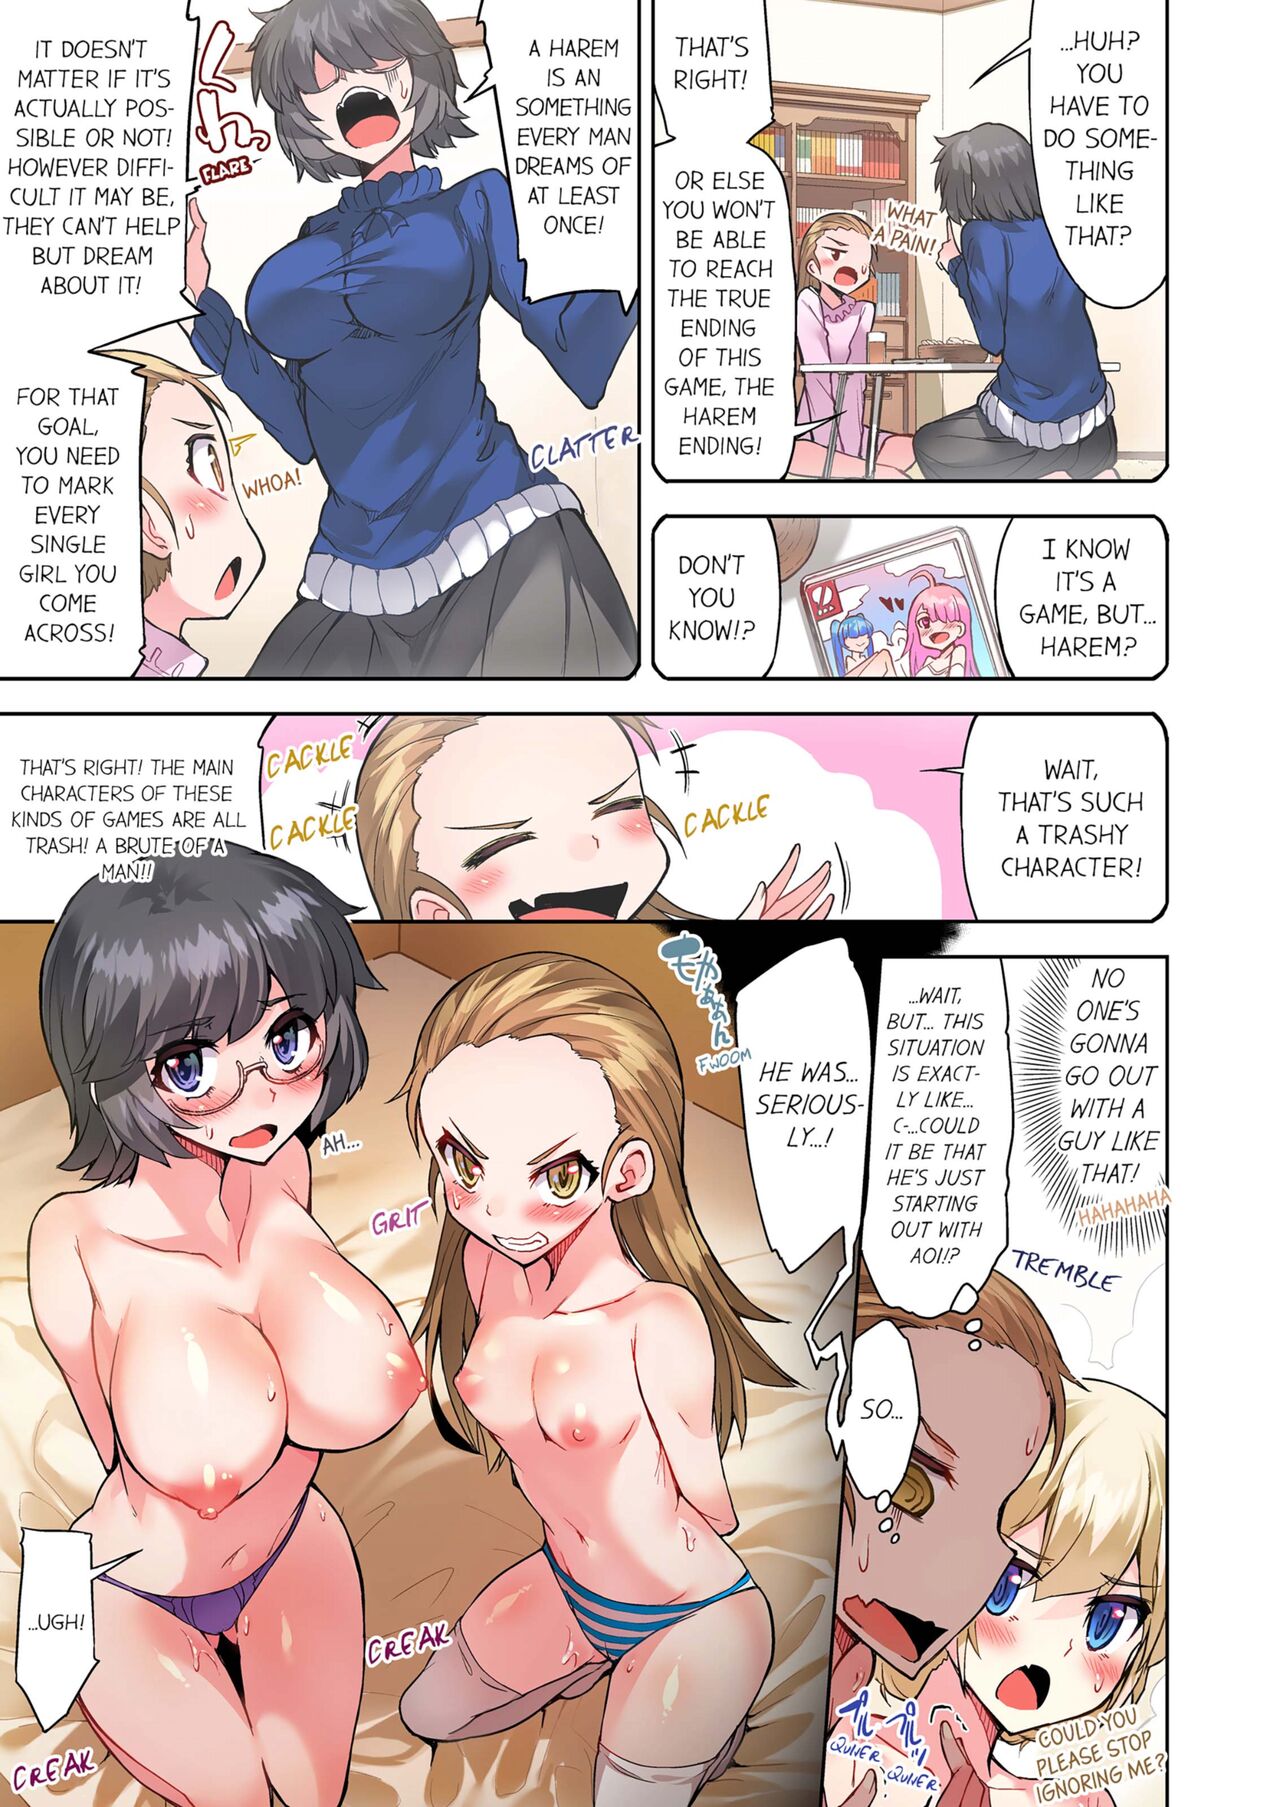 ...HUH?
YOU
HAVE TO
DO SOME-
THING
LIKE
THAT?
WHAT
A PAIN!
THAT'S
RIGHT!
OR ELSE
YOU WON'T
BE ABLE
TO REACH
THE TRUE
ENDING
OF THIS
GAME, THE
HAREM
ENDING!
I KNOW
IT'S A
GAME, BUT...
HAREM?
DON'T
YOU
KNOW!?
A HAREM
IS AN
SOMETHING
EVERY MAN
DREAMS OF
AT LEAST
ONCE!
くわっ
FLARE
IT DOESN'T
MATTER IF IT'S
ACTUALLY POS-
SIBLE OR NOT!
HOWEVER DIFFI-
CULT IT MAY BE,
THEY CAN'T HELP
BUT DREAM
ABOUT IT!
CLATTER
WHOA!
FOR THAT
GOAL,
YOU NEED
TO MARK
EVERY
SINGLE
GIRL YOU
COME
ACROSS!
WAIT,
THAT'S SUCH
A TRASHY
CHARACTER!
CACKLE
CACKLE
CACKLE
THAT'S RIGHT! THE MAIN
CHARACTERS OF THESE
KINDS OF GAMES ARE ALL
TRASH! A BRUTE OF A
MAN!!
NO
ONE'S
GONNA
GO OUT
WITH A
GUY LIKE
THAT!
HAHAHAHA
...WAIT,
BUT... THIS
SITUATION
IS EXACT-
LY LIKE...
C-...COULD
IT BE THAT
HE'S JUST
STARTING
OUT WITH
AOI!?
TREMBLE
SO...
プルプルッ
QUIVER
QUIVER
COULD YOU
PLEASE STOP
IGNORING ME?
HE WAS...
SERIOUS-
LY...!
もわぁぁん
FWOOM
AH...
GRIT
CREAK
...UGH!
CREAK